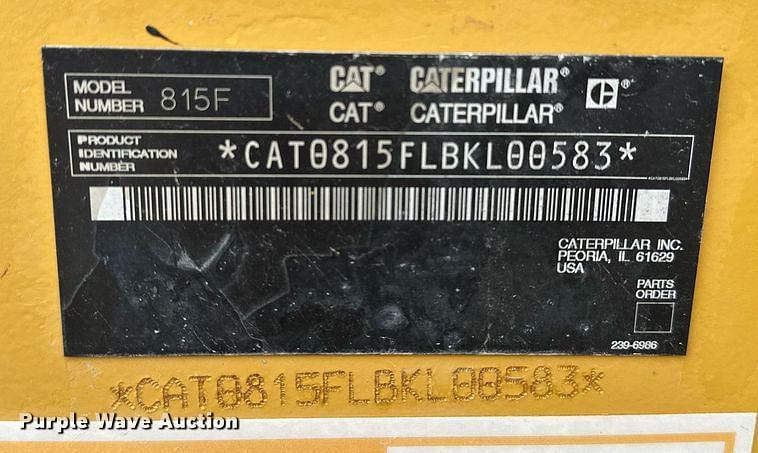 MODEL NUMBER 815F
CAT® CATERPILLAR®
CAT® CATERPILLAR®
PRODUCT IDENTIFICATION NUMBER *CAT0815FLBKL00583*
*CAT0815FLBKL00583*
CATERPILLAR INC.
PEORIA, IL 61629
USA
PARTS
ORDER
239-6986
*CAT0815FLBKL00583*
Purple Wave Auction